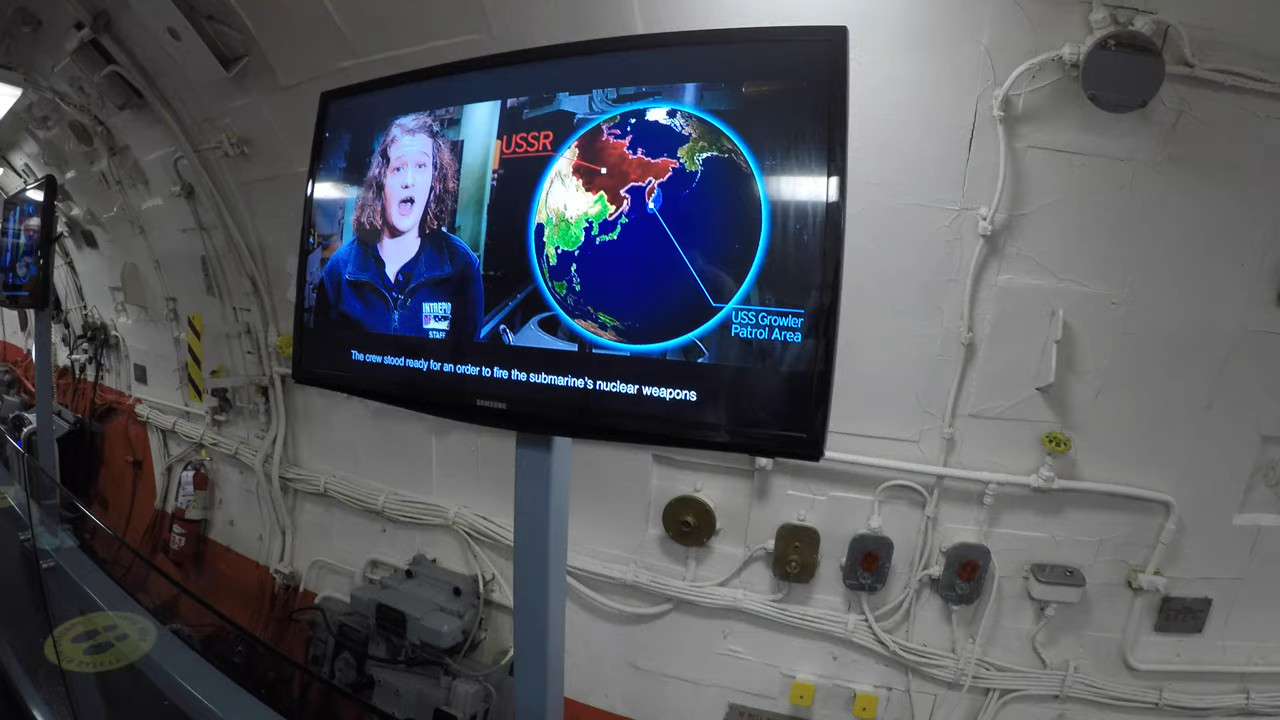 USSR
INTREPID
STAFF
USS Growler
Patrol Area
The crew stood ready for an order to fire the submarine's nuclear weapons
SAMSUNG